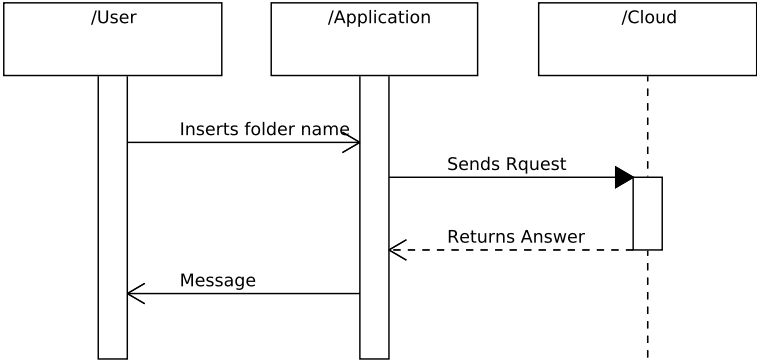 /User
/Application
/Cloud
Inserts folder name
Sends Rquest
Returns Answer
Message